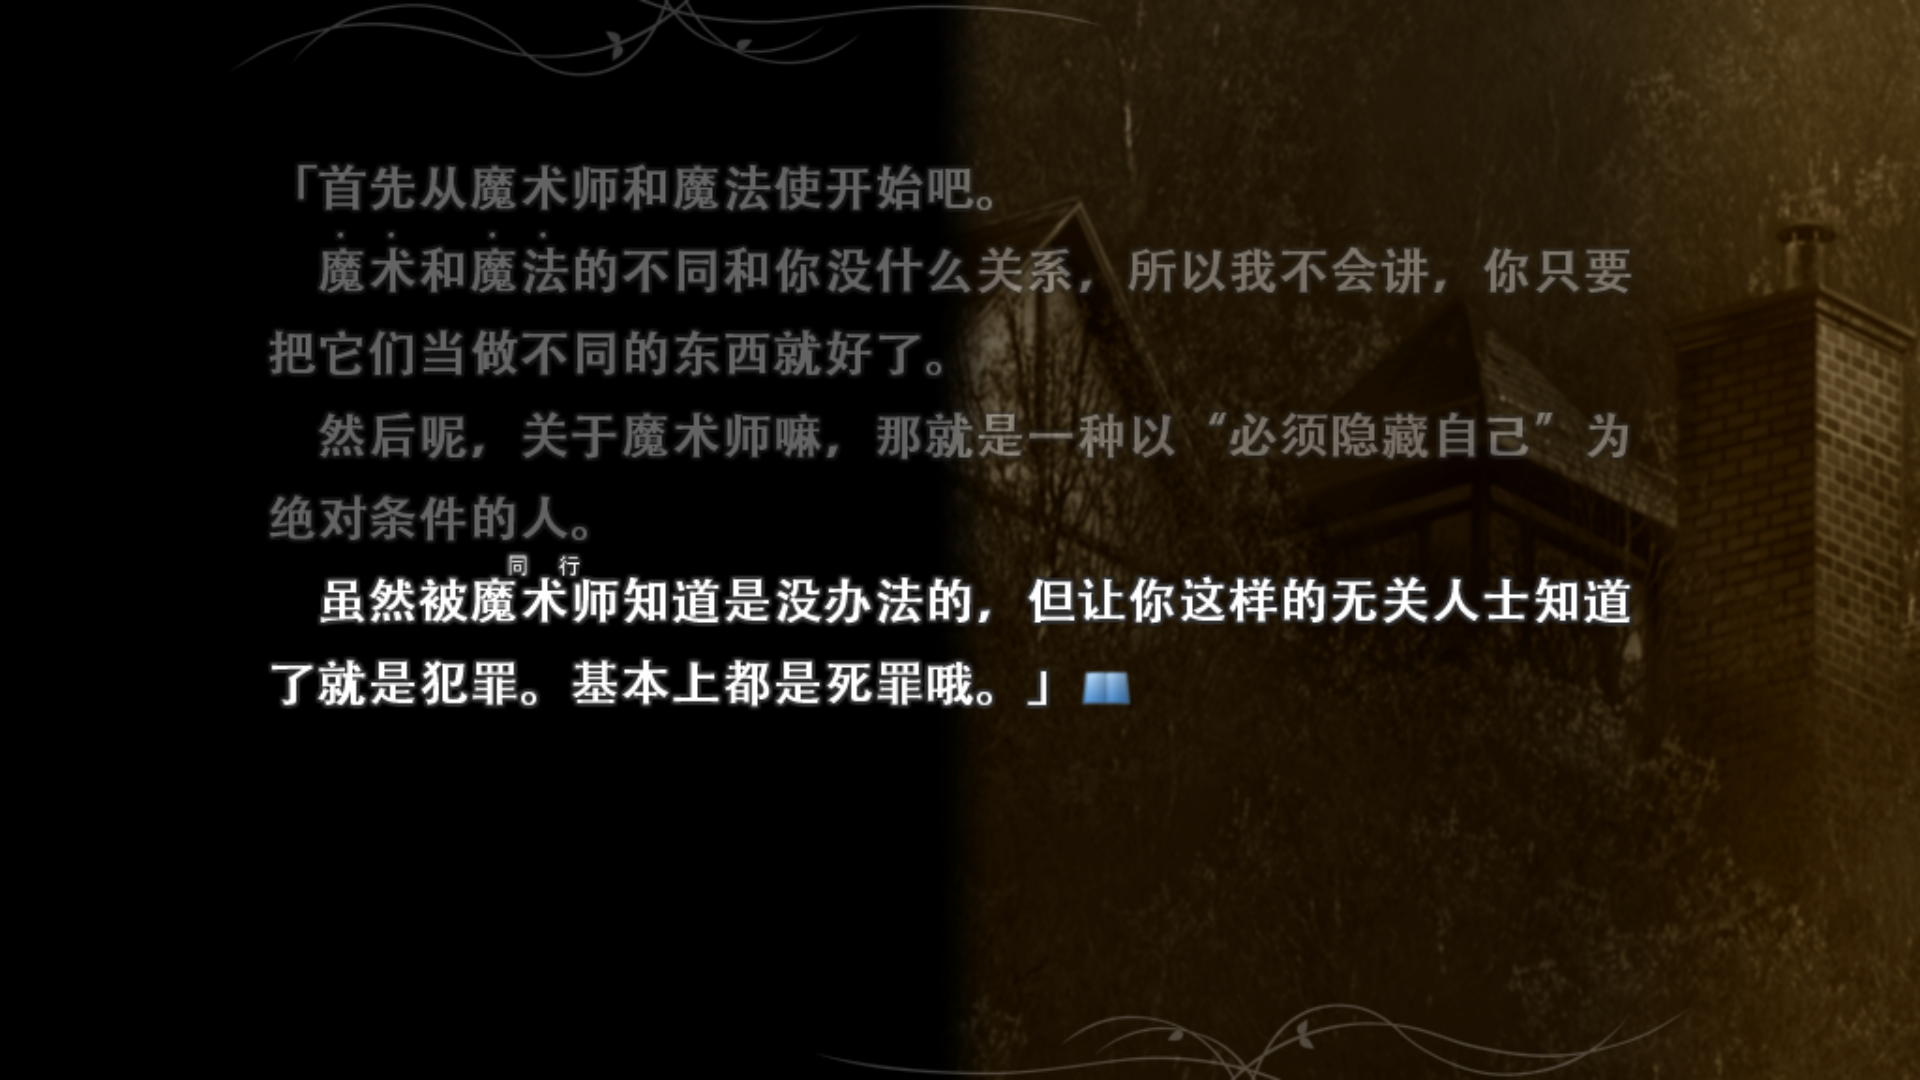 「首先从魔术师和魔法使开始吧。
魔术和魔法的不同和你没什么关系，所以我不会讲，你只要
把它们当做不同的东西就好了。
然后呢，关于魔术师嘛，那就是一种以“必须隐藏自己”为
绝对条件的人。
同行
虽然被魔术师知道是没办法的，但让你这样的无关人士知道
了就是犯罪。基本上都是死罪哦。」